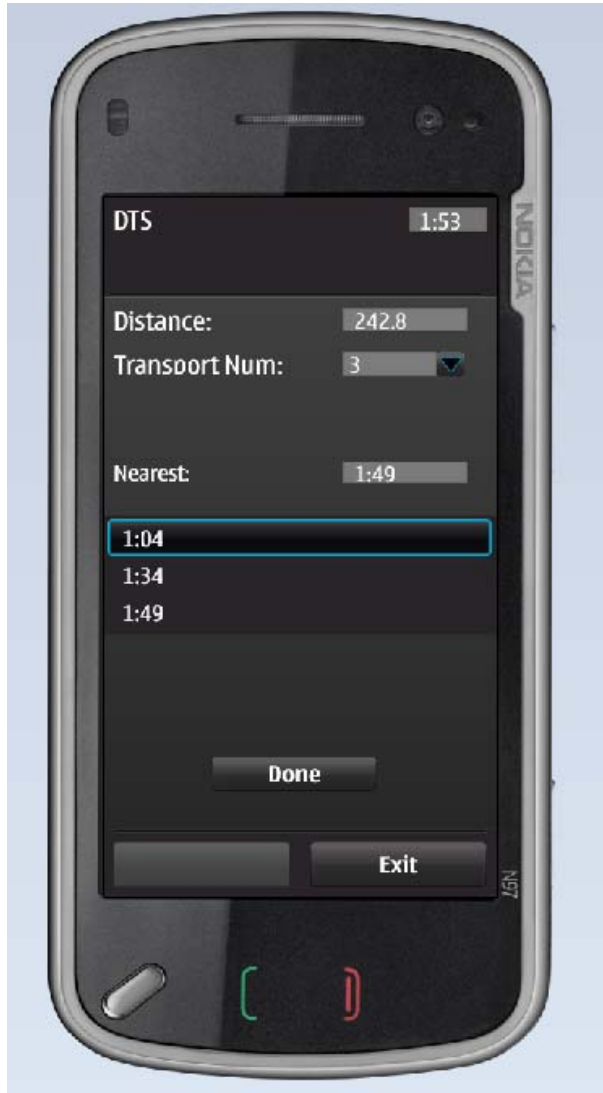 NOKIA
DTS 1:53
Distance: 242.8
Transport Num: 3
Nearest: 1:49
1:04
1:34
1:49
Done
Exit
N97